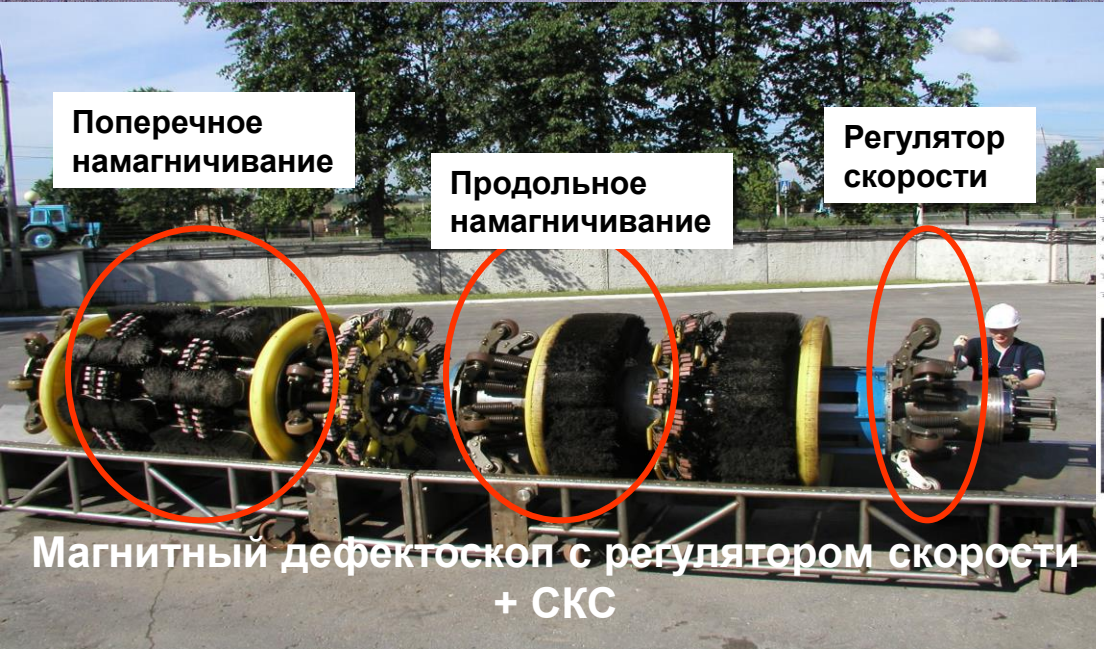 Поперечное
намагничивание
Продольное
намагничивание
Регулятор
скорости
Магнитный дефектоскоп с регулятором скорости
+ СКС